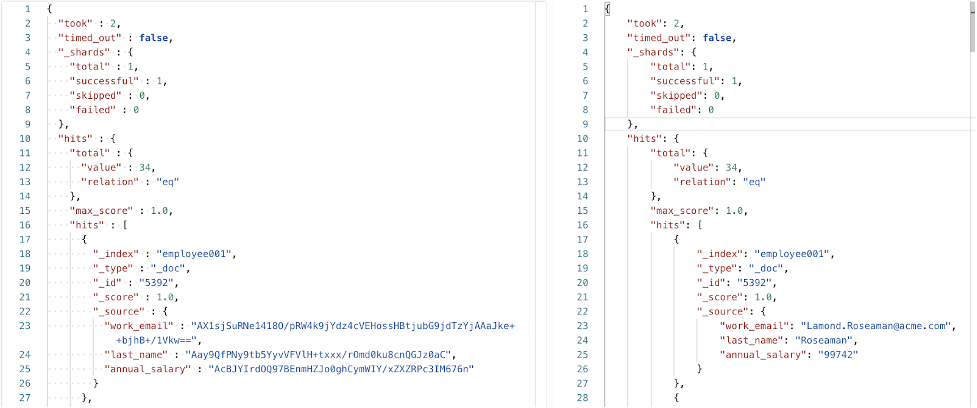 1 {
2 "took" : 2,
3 "timed_out" : false,
4 "_shards" : {
5 "total" : 1,
6 "successful" : 1,
7 "skipped" : 0,
8 "failed" : 0
9 },
10 "hits" : {
11 "total" : {
12 "value" : 34,
13 "relation" : "eq"
14 },
15 "max_score" : 1.0,
16 "hits" : [
17 {
18 "_index" : "employee001",
19 "_type" : "_doc",
20 "_id" : "5392",
21 "_score" : 1.0,
22 "_source" : {
23 "work_email" : "AX1sjSuRNe1418O/pRW4k9jYdz4cVEHossHBtjubG9jdTzYjAAaJke+
+bjhB+/1Vkw==",
24 "last_name" : "Aay9QfPNy9tb5YyvVFVlH+txxx/rOmd0ku8cnQGJz0aC",
25 "annual_salary" : "AcBJYIrdOQ97BEnmHZJo0ghCymWIY/xZXZRPc3IM676n"
26 }
27 },
1 {
2 "took": 2,
3 "timed_out": false,
4 "_shards": {
5 "total": 1,
6 "successful": 1,
7 "skipped": 0,
8 "failed": 0
9 },
10 "hits": {
11 "total": {
12 "value": 34,
13 "relation": "eq"
14 },
15 "max_score": 1.0,
16 "hits": [
17 {
18 "_index": "employee001",
19 "_type": "_doc",
20 "_id": "5392",
21 "_score": 1.0,
22 "_source": {
23 "work_email": "Lamond.Roseaman@acme.com",
24 "last_name": "Roseaman",
25 "annual_salary": "99742"
26 }
27 },
28 {